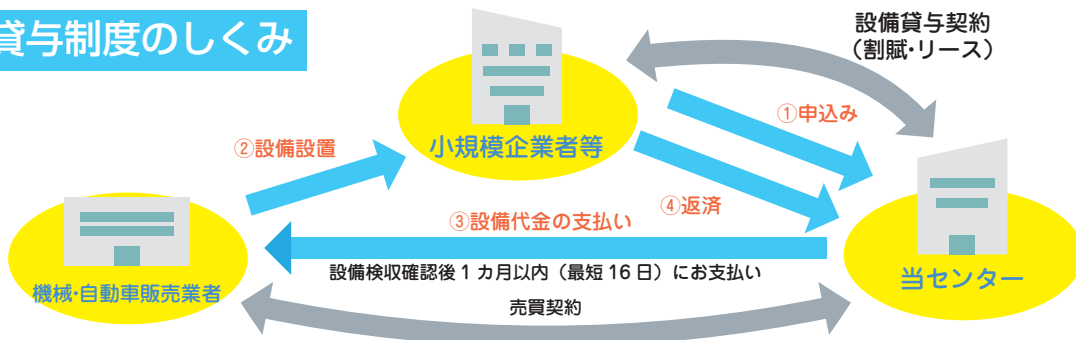 貸与制度のしくみ
設備貸与契約
（割賦・リース）
①申込み
小規模企業者等
②設備設置
④返済
③設備代金の支払い
設備検収確認後１カ月以内（最短 16 日）にお支払い
機械・自動車販売業者
当センター
売買契約